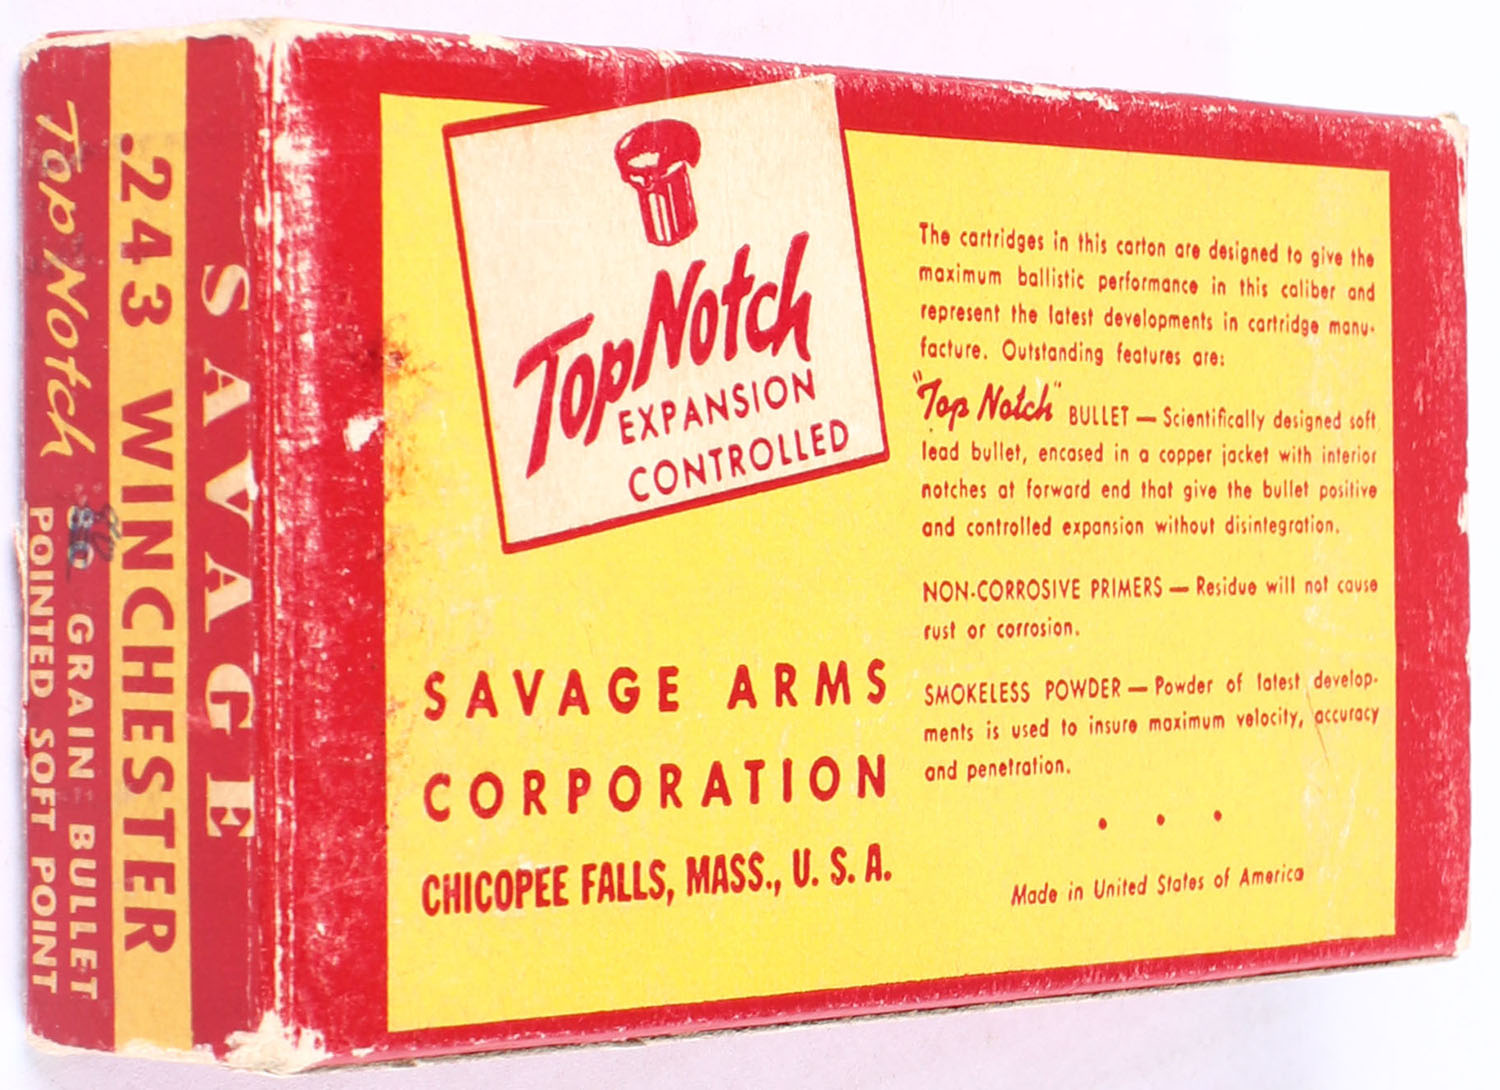 SAVAGE
.243 WINCHESTER
Top Notch 80 GRAIN BULLET
POINTED SOFT POINT
Top Notch
EXPANSION
CONTROLLED
SAVAGE ARMS
CORPORATION
CHICOPEE FALLS, MASS., U. S. A.
The cartridges in this carton are designed to give the
maximum ballistic performance in this caliber and
represent the latest developments in cartridge manu-
facture. Outstanding features are:
"Top Notch" BULLET — Scientifically designed soft
lead bullet, encased in a copper jacket with interior
notches at forward end that give the bullet positive
and controlled expansion without disintegration.
NON-CORROSIVE PRIMERS — Residue will not cause
rust or corrosion.
SMOKELESS POWDER — Powder of latest develop-
ments is used to insure maximum velocity, accuracy
and penetration.
• • •
Made in United States of America